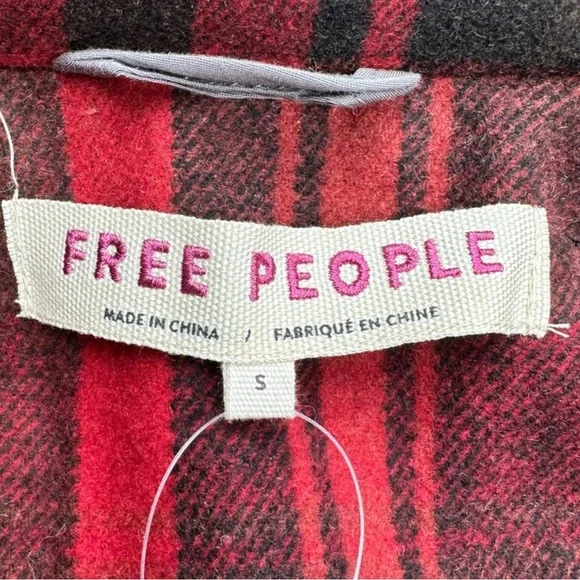 FREE PEOPLE
MADE IN CHINA / FABRIQUÉ EN CHINE
S